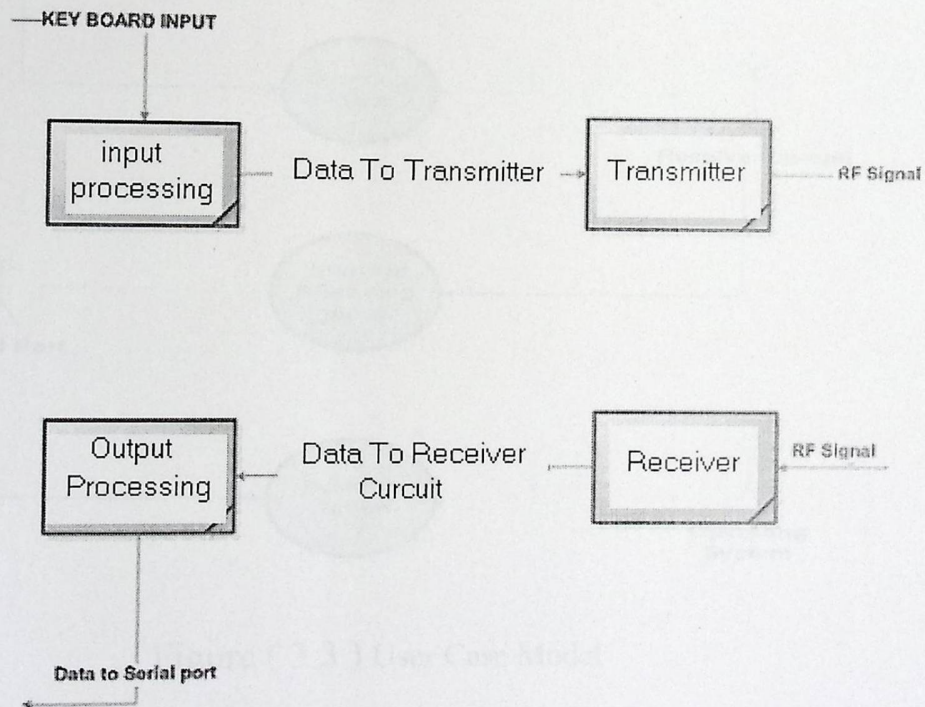 KEY BOARD INPUT
input
processing
Data To Transmitter
Transmitter
RF Signal
Output
Processing
Data To Receiver
Curcuit
Receiver
RF Signal
Data to Serial port
Figure ( 3.3 ) User Case Model